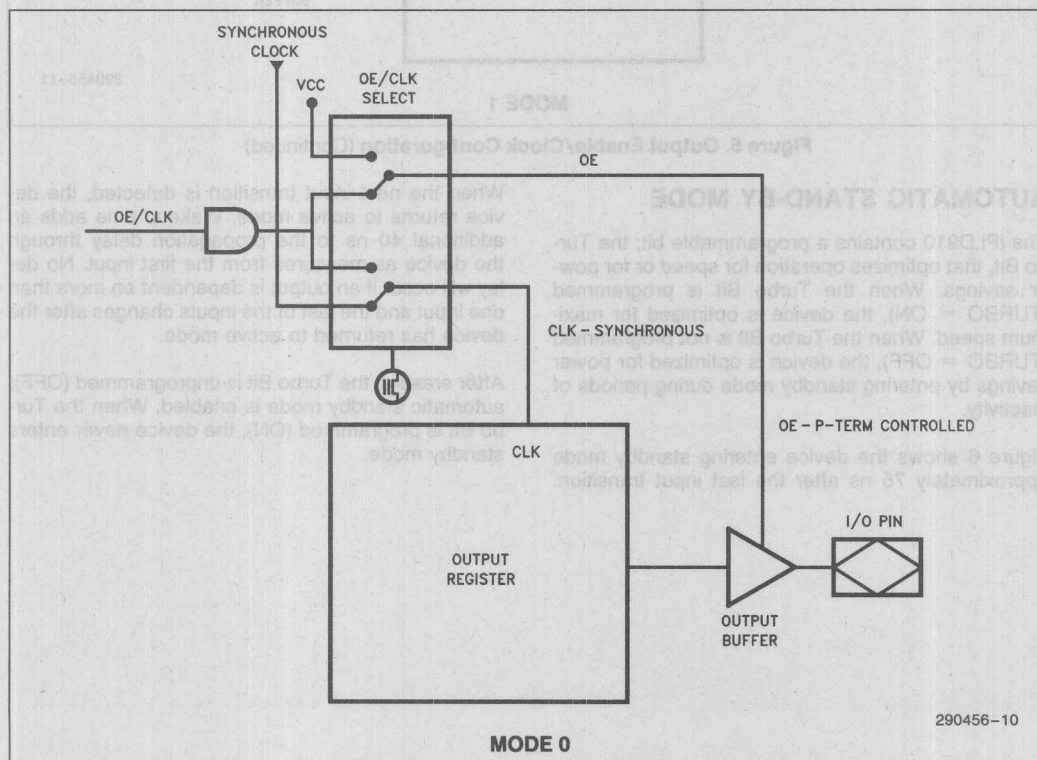 SYNCHRONOUS
CLOCK
VCC
OE/CLK
SELECT
OE
OE/CLK
CLK – SYNCHRONOUS
CLK
OE – P-TERM CONTROLLED
I/O PIN
OUTPUT
REGISTER
OUTPUT
BUFFER
290456–10
MODE 0